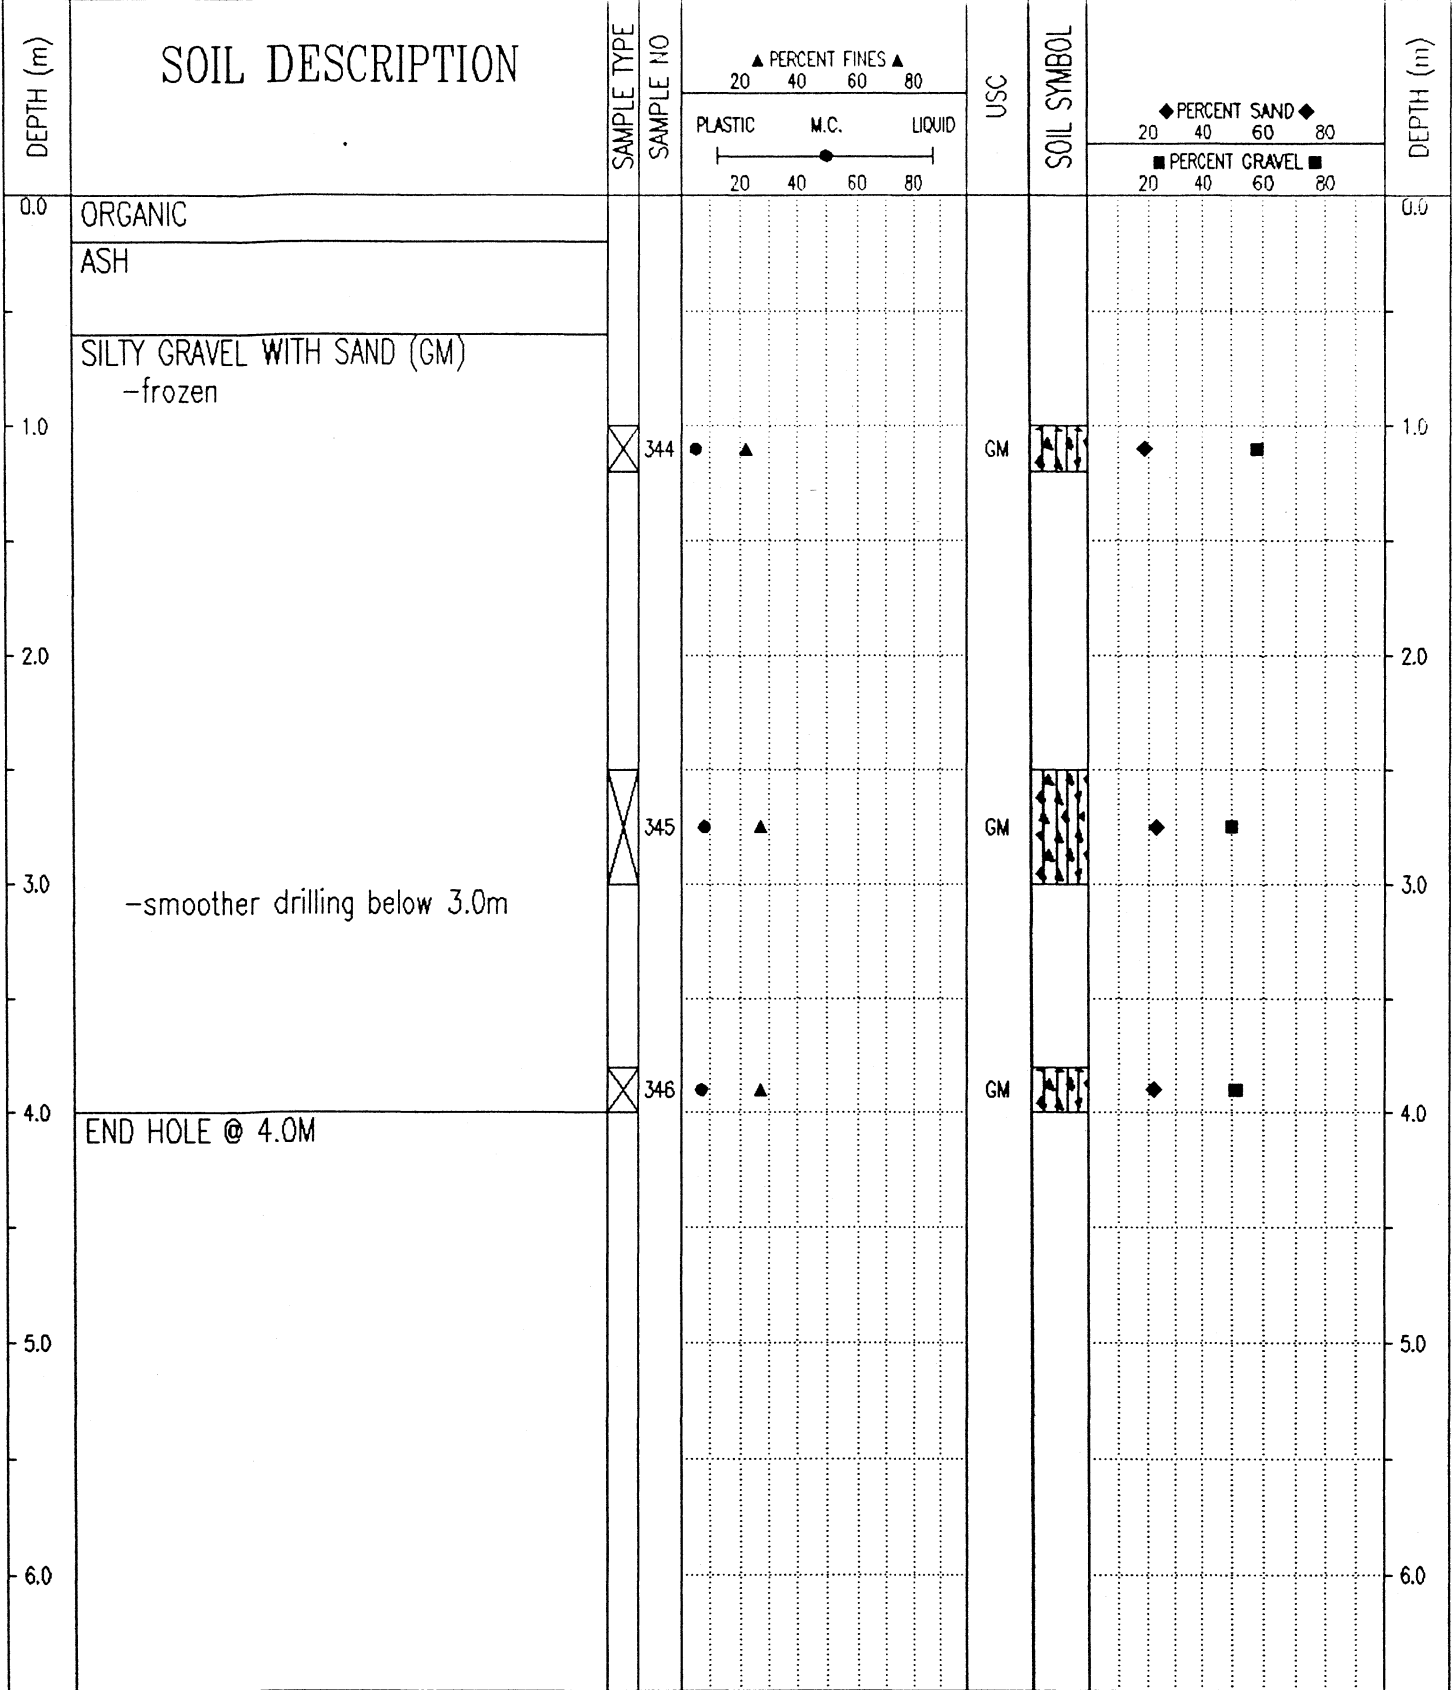 DEPTH (m)
SOIL DESCRIPTION
SAMPLE TYPE
SAMPLE NO
▲ PERCENT FINES ▲
20 40 60 80
PLASTIC M.C. LIQUID
20 40 60 80
USC
SOIL SYMBOL
◆ PERCENT SAND ◆
20 40 60 80
■ PERCENT GRAVEL ■
20 40 60 80
DEPTH (m)
0.0 ORGANIC 0.0
ASH
SILTY GRAVEL WITH SAND (GM)
-frozen
1.0 1.0
344 GM
2.0 2.0
345 GM
3.0 3.0
-smoother drilling below 3.0m
346 GM
4.0 4.0
END HOLE @ 4.0M
5.0 5.0
6.0 6.0